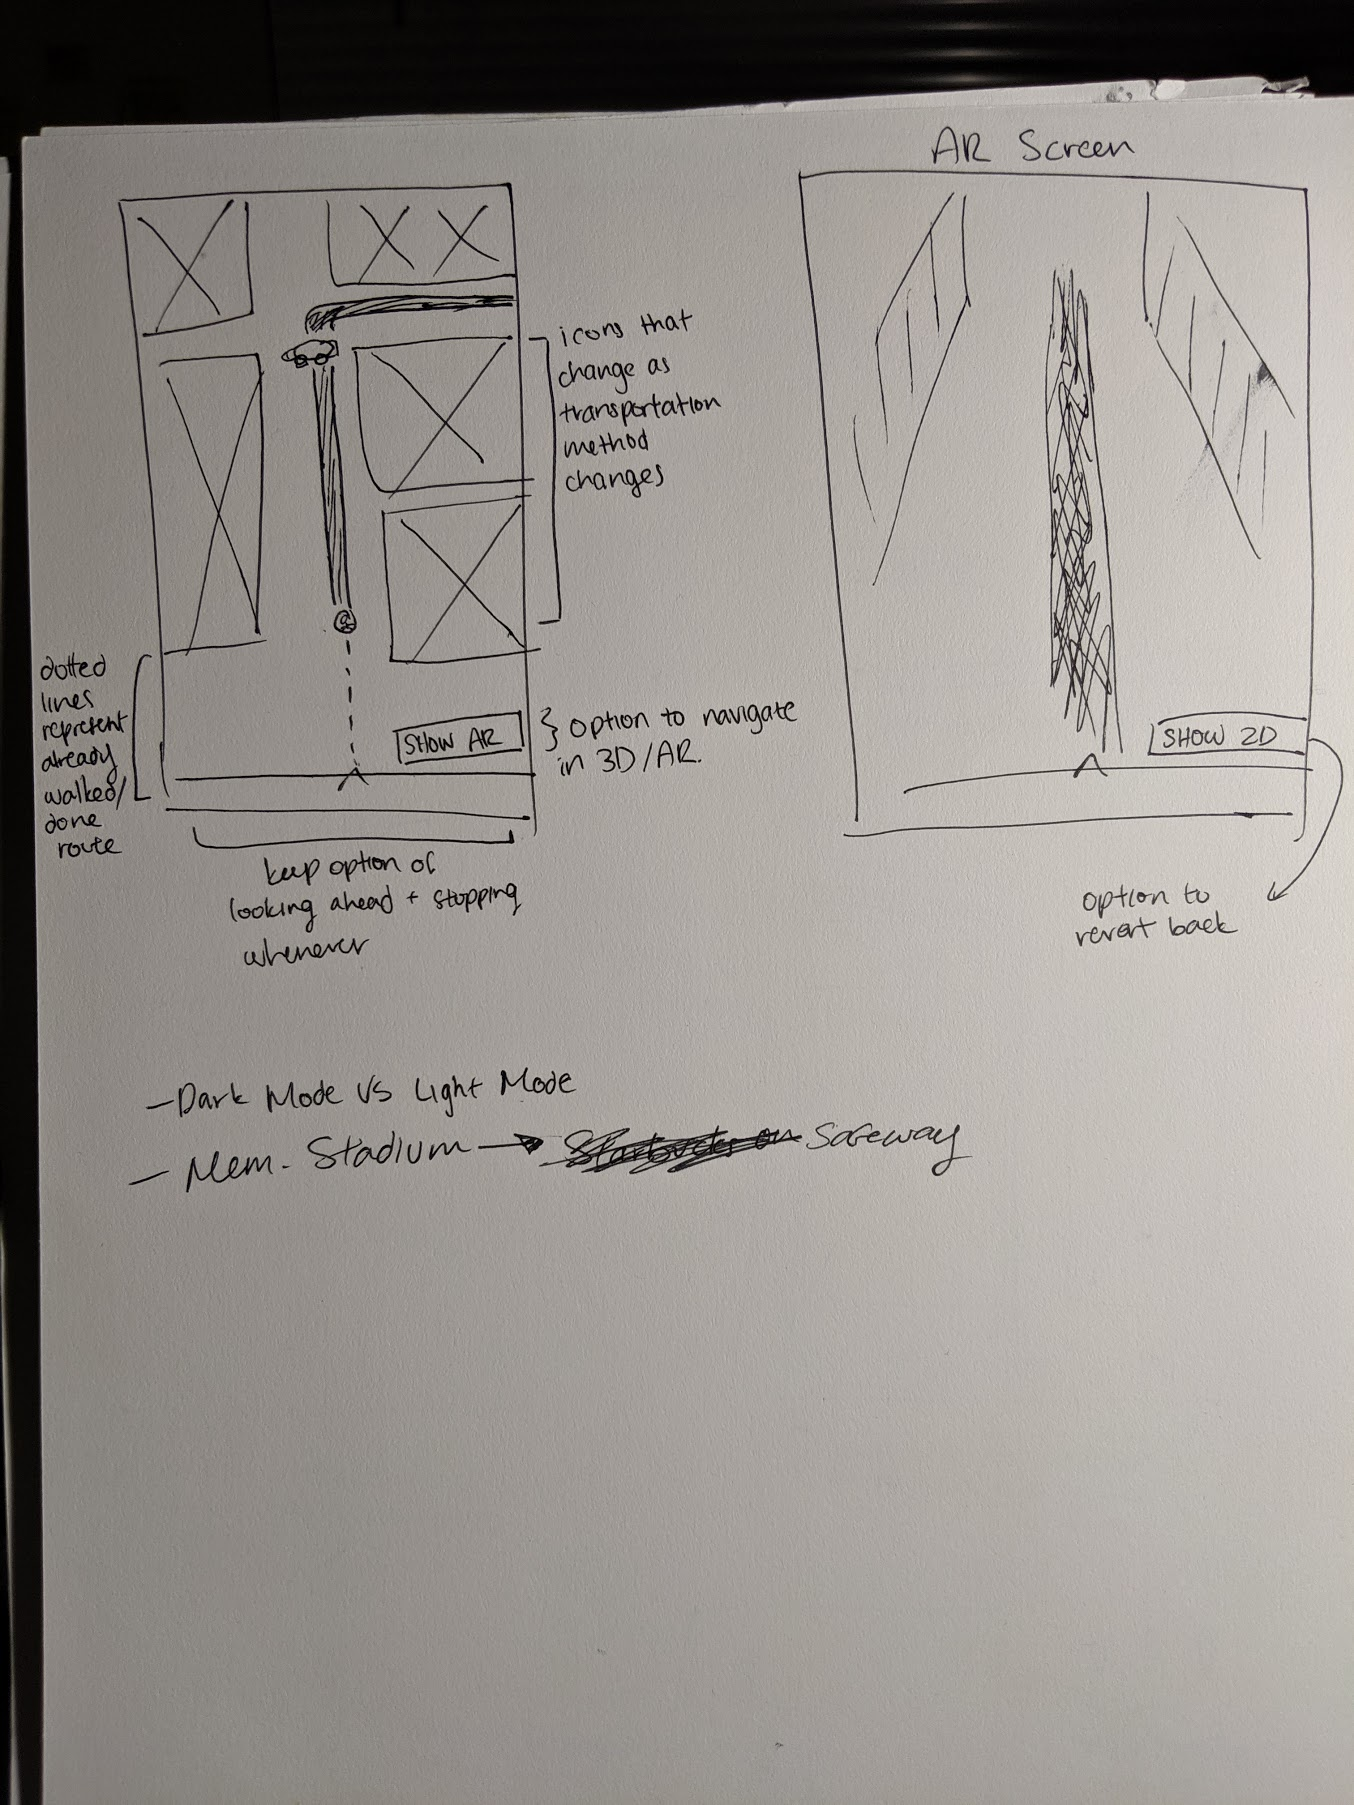 AR Screen
icons that
change as
transportation
method
changes
dotted
lines
represent
already
walked/
done
route
SHOW AR
option to navigate
in 3D/AR.
SHOW 2D
keep option of
looking ahead + stopping
whenever
option to
revert back
- Dark Mode VS Light Mode
- Mem. Stadium → Safeway